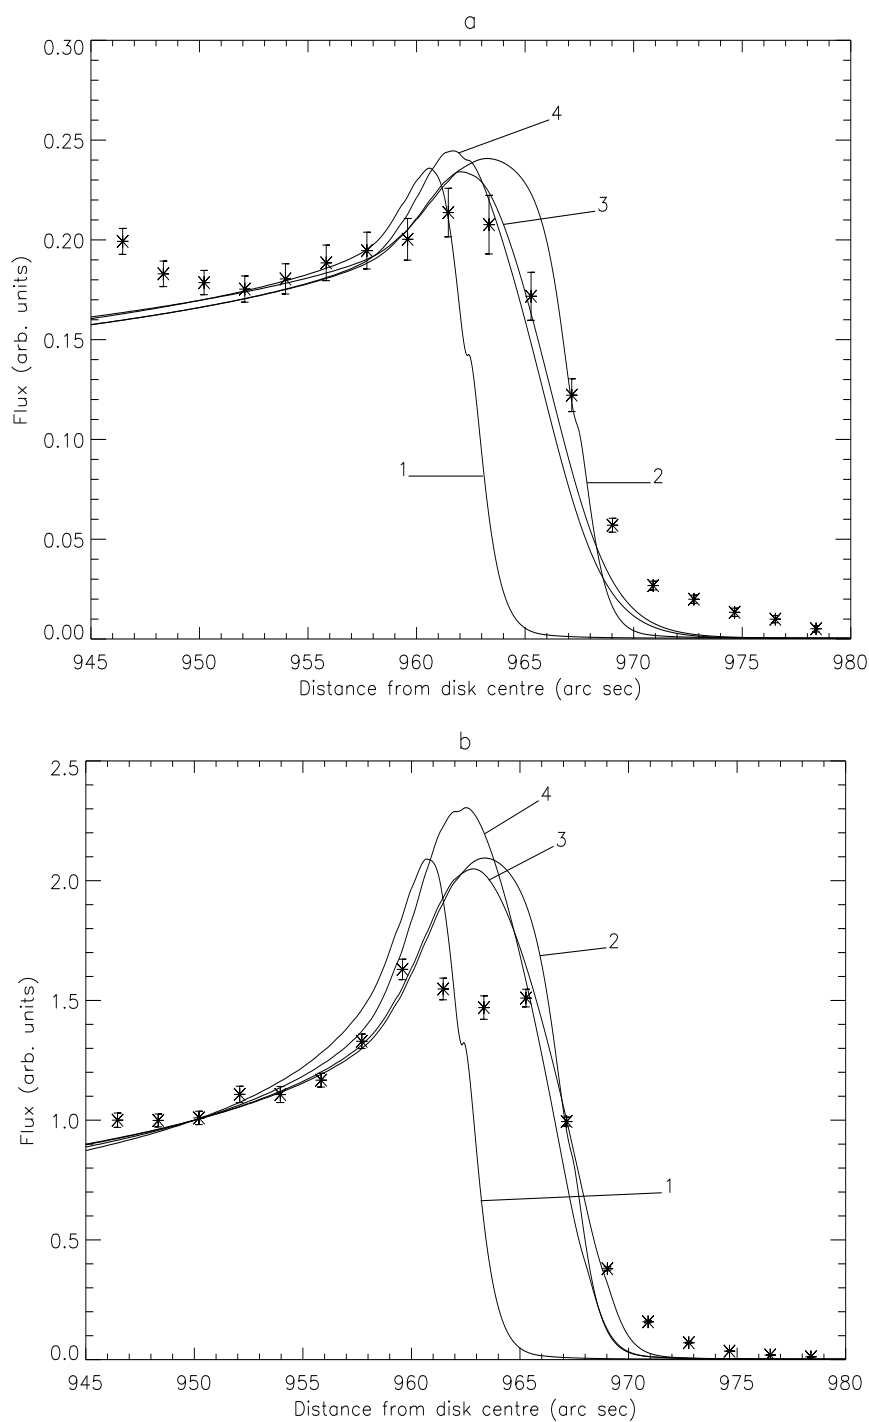 a
0.30
0.25
0.20
0.15
0.10
0.05
0.00
Flux (arb. units)
4
3
1
2
945 950 955 960 965 970 975 980
Distance from disk centre (arc sec)
b
2.5
2.0
1.5
1.0
0.5
0.0
Flux (arb. units)
4
3
2
1
945 950 955 960 965 970 975 980
Distance from disk centre (arc sec)